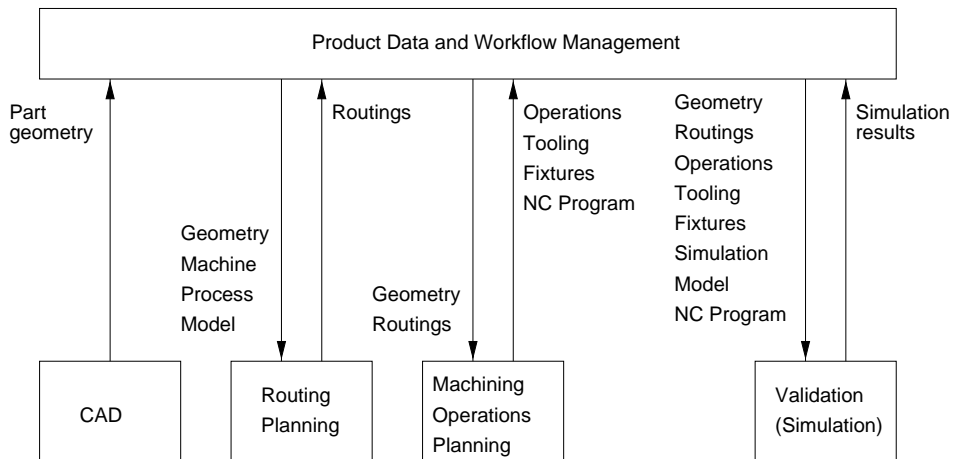 Product Data and Workflow Management
Part
geometry
Routings
Operations
Tooling
Fixtures
NC Program
Geometry
Routings
Operations
Tooling
Fixtures
Simulation
Model
NC Program
Simulation
results
Geometry
Machine
Process
Model
Geometry
Routings
CAD
Routing
Planning
Machining
Operations
Planning
Validation
(Simulation)